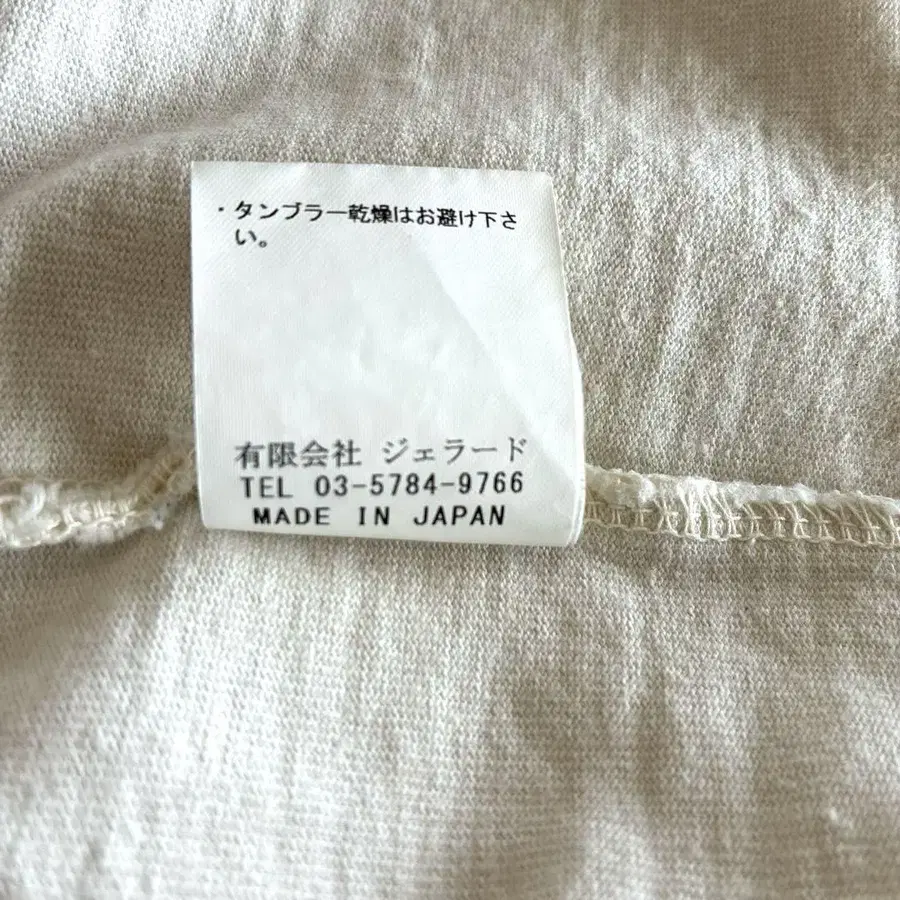 ・タンブラー乾燥はお避け下さ
い。
有限会社 ジェラード
TEL 03-5784-9766
MADE IN JAPAN